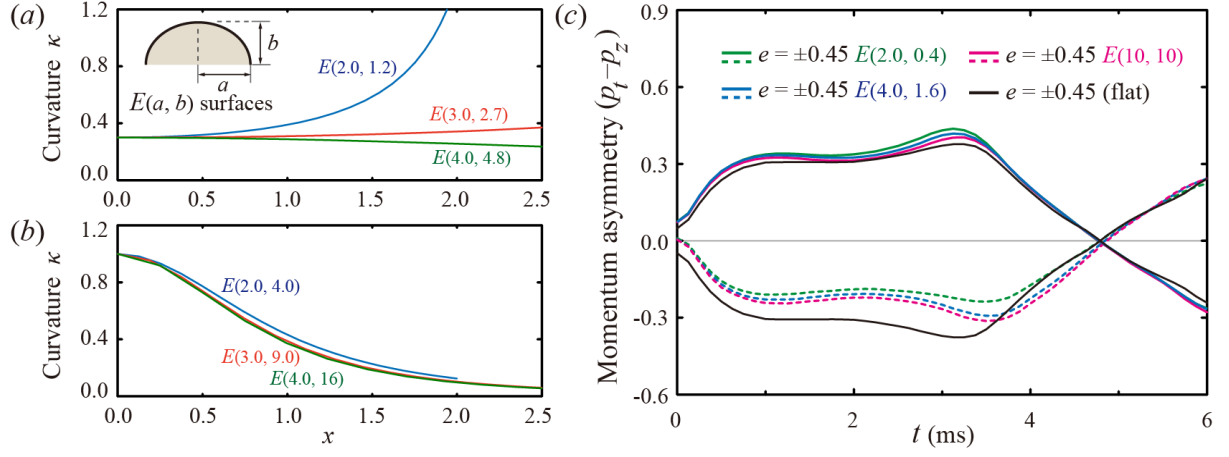 (a)
Curvature κ
1.2
0.9
0.6
0.3
0
b
a
E(a, b) surfaces
E(2.0, 1.2)
E(3.0, 2.7)
E(4.0, 4.8)
0.0 0.5 1.0 1.5 2.0 2.5
(b)
Curvature κ
1.2
0.8
0.4
0.0
E(2.0, 4.0)
E(3.0, 9.0)
E(4.0, 16)
0.0 0.5 1.0 1.5 2.0 2.5
x
(c)
Momentum asymmetry (pt−pz)
0.9
0.6
0.3
0.0
-0.3
-0.6
e = ±0.45 E(2.0, 0.4)
e = ±0.45 E(4.0, 1.6)
e = ±0.45 E(10, 10)
e = ±0.45 (flat)
0 2 4 6
t (ms)